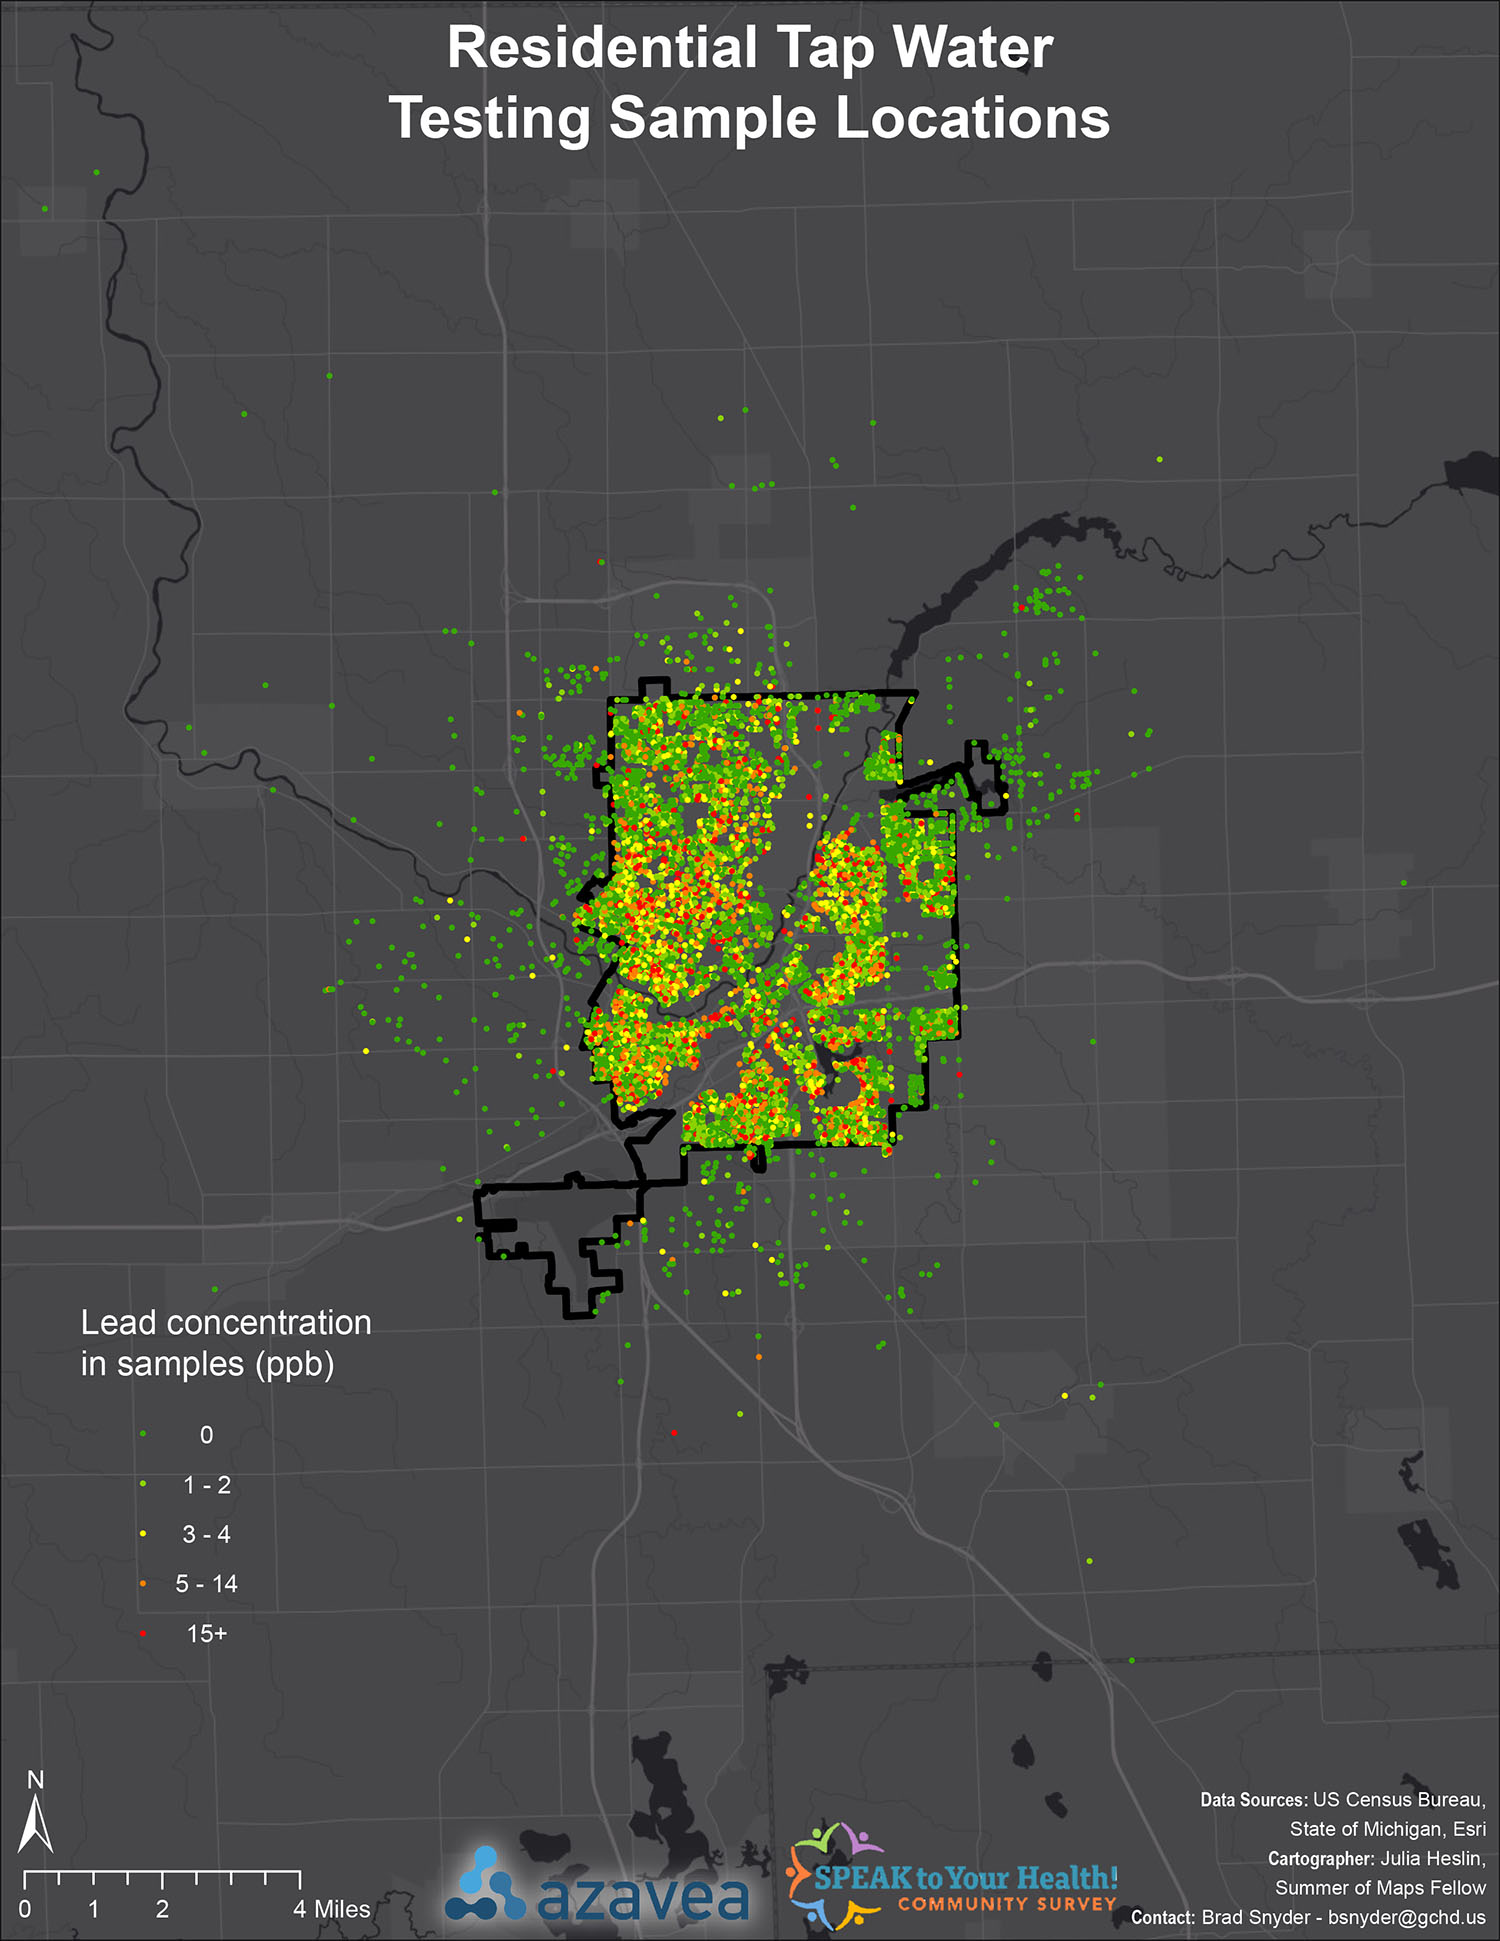 Residential Tap Water
Testing Sample Locations
Lead concentration
in samples (ppb)
0
1 - 2
3 - 4
5 - 14
15+
N
0 1 2 4 Miles
azavea
SPEAK to Your Health!
COMMUNITY SURVEY
Data Sources: US Census Bureau,
State of Michigan, Esri
Cartographer: Julia Heslin,
Summer of Maps Fellow
Contact: Brad Snyder - bsnyder@gchd.us